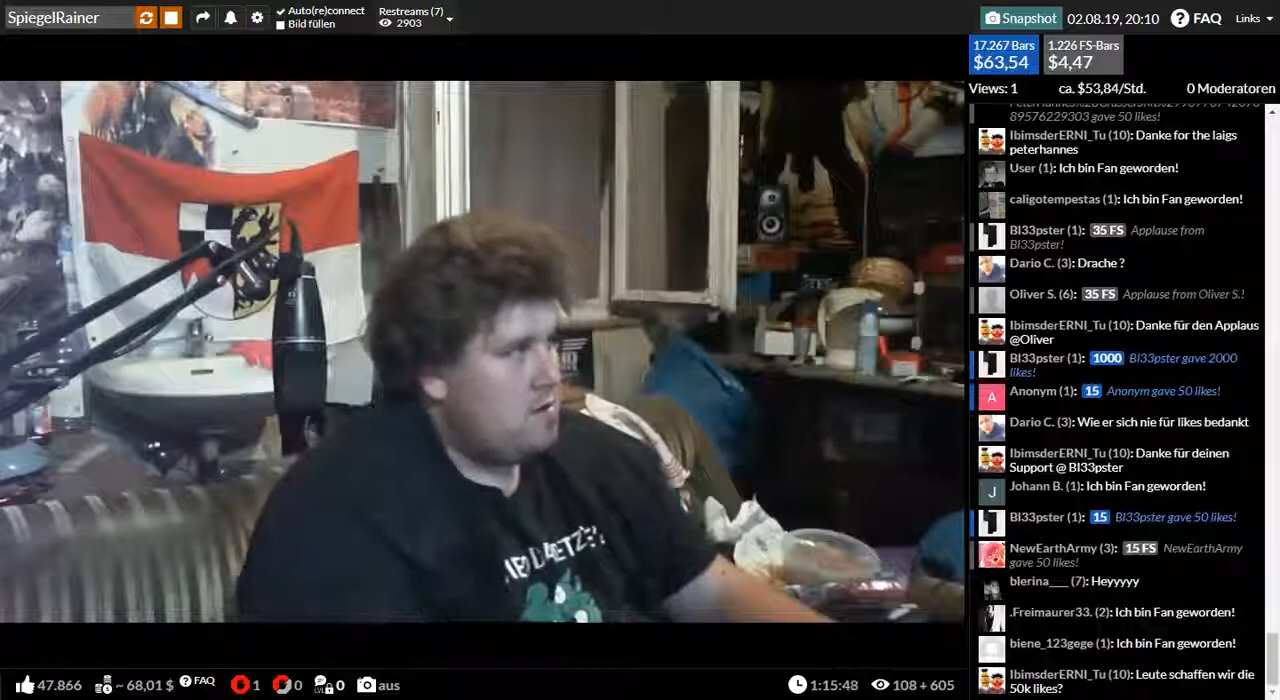 SpiegelRainer
Auto(re)connect
Bild füllen
Restreams (7)
2903
Snapshot
02.08.19, 20:10
FAQ
Links
17.267 Bars
$63,54
1.226 FS-Bars
$4,47
Views: 1
ca. $53,84/Std.
0 Moderatoren
89576229303 gave 50 likes!
IbimsderERNI_Tu (10): Danke for the laigs
peterhannes
User (1): Ich bin Fan geworden!
caligotempestas (1): Ich bin Fan geworden!
Bl33pster (1): 35 FS Applause from
Bl33pster!
Dario C. (3): Drache ?
Oliver S. (6): 35 FS Applause from Oliver S.!
IbimsderERNI_Tu (10): Danke für den Applaus
@Oliver
Bl33pster (1): 1000 Bl33pster gave 2000
likes!
A
Anonym (1): 15 Anonym gave 50 likes!
Dario C. (3): Wie er sich nie für likes bedankt
IbimsderERNI_Tu (10): Danke für deinen
Support @ Bl33pster
J
Johann B. (1): Ich bin Fan geworden!
Bl33pster (1): 15 Bl33pster gave 50 likes!
NewEarthArmy (3): 15 FS NewEarthArmy
gave 50 likes!
blerina___ (7): Heyyyyy
.Freimaurer33. (2): Ich bin Fan geworden!
biene_123gege (1): Ich bin Fan geworden!
IbimsderERNI_Tu (10): Leute schaffen wir die
50k likes?
47.866
~ 68,01 $
FAQ
1
0
LVL
0
aus
1:15:48
108 + 605